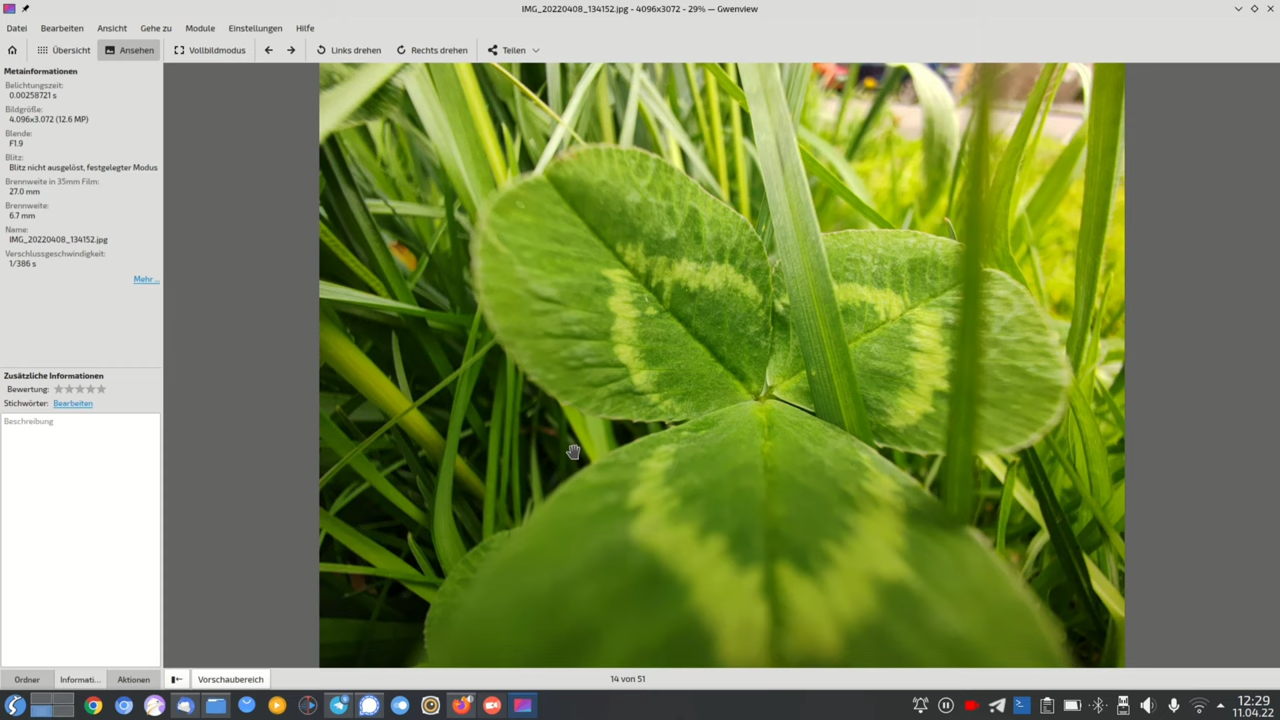 IMG_20220408_134152.jpg - 4096x3072 - 29% — Gwenview
Datei Bearbeiten Ansicht Gehe zu Module Einstellungen Hilfe
Übersicht Ansehen Vollbildmodus Links drehen Rechts drehen Teilen
Metainformationen
Belichtungszeit:
0.00258721 s
Bildgröße:
4.096x3.072 (12.6 MP)
Blende:
F1.9
Blitz:
Blitz nicht ausgelöst, festgelegter Modus
Brennweite in 35mm Film:
27.0 mm
Brennweite:
6.7 mm
Name:
IMG_20220408_134152.jpg
Verschlussgeschwindigkeit:
1/386 s
Mehr ...
Zusätzliche Informationen
Bewertung:
Stichwörter: Bearbeiten
Beschreibung
Ordner Informati... Aktionen Vorschaubereich 14 von 51
12:29
11.04.22